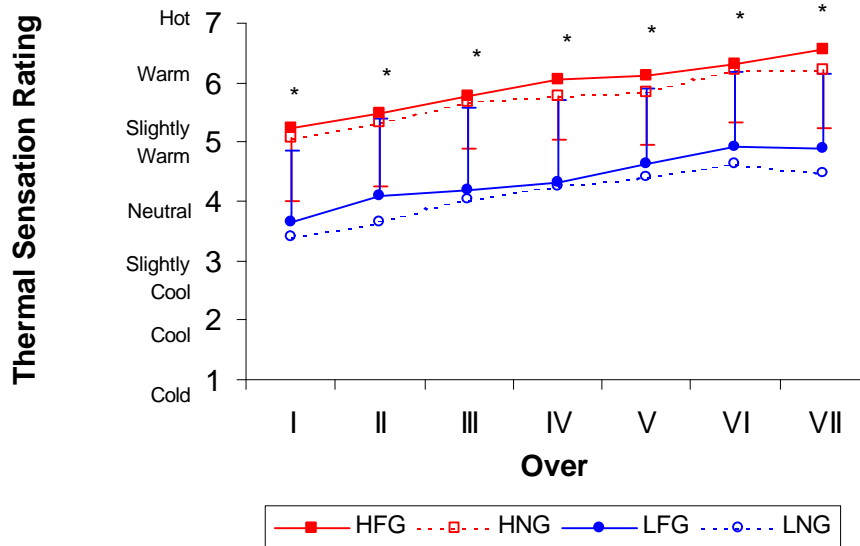 Thermal Sensation Rating
Hot
Warm
Slightly
Warm
Neutral
Slightly
Cool
Cool
Cold
7
6
5
4
3
2
1
* * * * * * *
I II III IV V VI VII
Over
HFG HNG LFG LNG